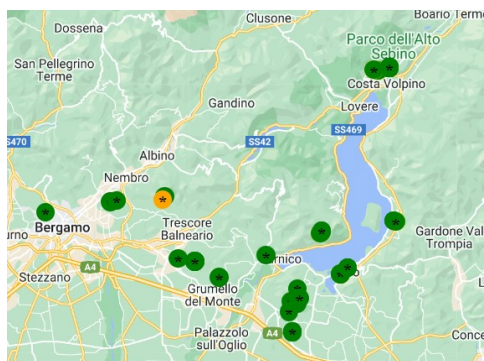 Dossena
Clusone
Boario Terme
San Pellegrino
Terme
Parco dell'Alto
Sebino
Costa Volpino
Gandino
Lovere
SS469
SS42
SS470
Albino
Nembro
Trescore
Balneario
Bergamo
Gardone Val
Trompia
Stezzano
A4
Grumello
del Monte
Palazzolo
sull'Oglio
A4